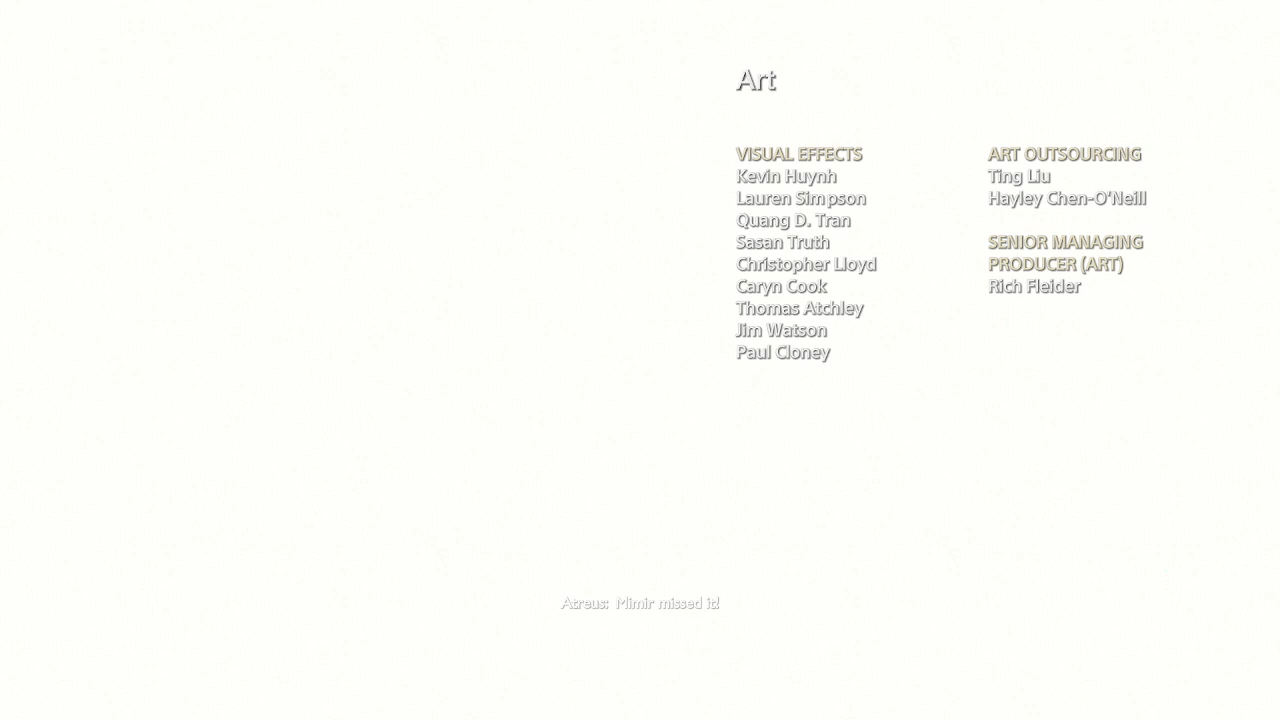 Art
VISUAL EFFECTS
Kevin Huynh
Lauren Simpson
Quang D. Tran
Sasan Truth
Christopher Lloyd
Caryn Cook
Thomas Atchley
Jim Watson
Paul Cloney
ART OUTSOURCING
Ting Liu
Hayley Chen-O'Neill
SENIOR MANAGING
PRODUCER (ART)
Rich Fleider
Atreus: Mimir missed it!